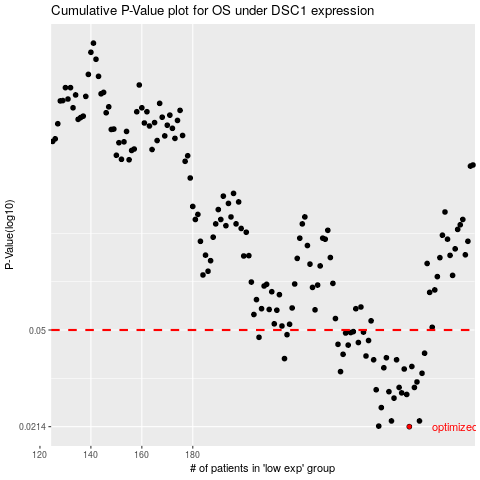 Cumulative P-Value plot for OS under DSC1 expression
P-Value(log10)
0.05
0.0214
optimized
120 140 160 180
# of patients in 'low exp' group